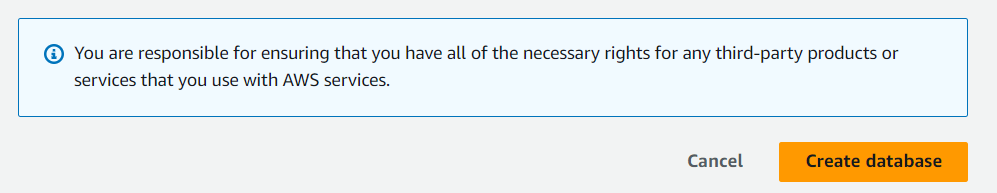 You are responsible for ensuring that you have all of the necessary rights for any third-party products or
services that you use with AWS services.
Cancel
Create database